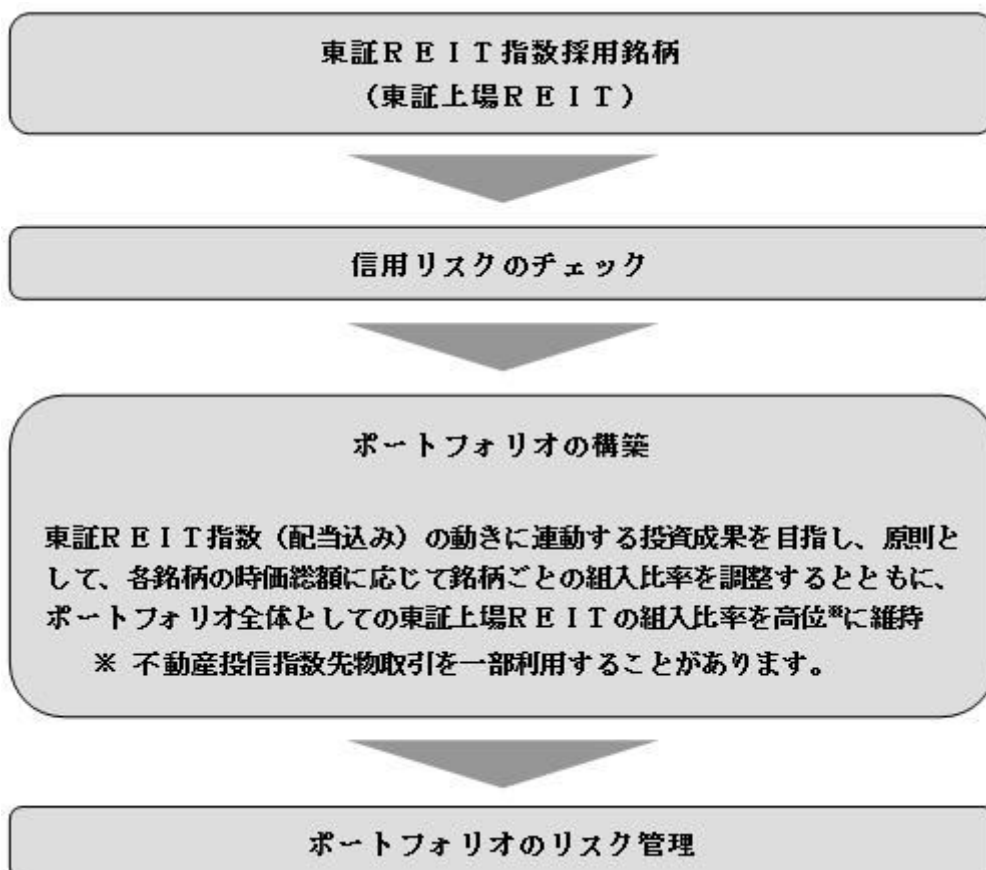 東証ＲＥＩＴ指数採用銘柄
（東証上場ＲＥＩＴ）
信用リスクのチェック
ポートフォリオの構築
東証ＲＥＩＴ指数（配当込み）の動きに連動する投資成果を目指し、原則と
して、各銘柄の時価総額に応じて銘柄ごとの組入比率を調整するとともに、
ポートフォリオ全体としての東証上場ＲＥＩＴの組入比率を高位※に維持
※ 不動産投信指数先物取引を一部利用することがあります。
ポートフォリオのリスク管理